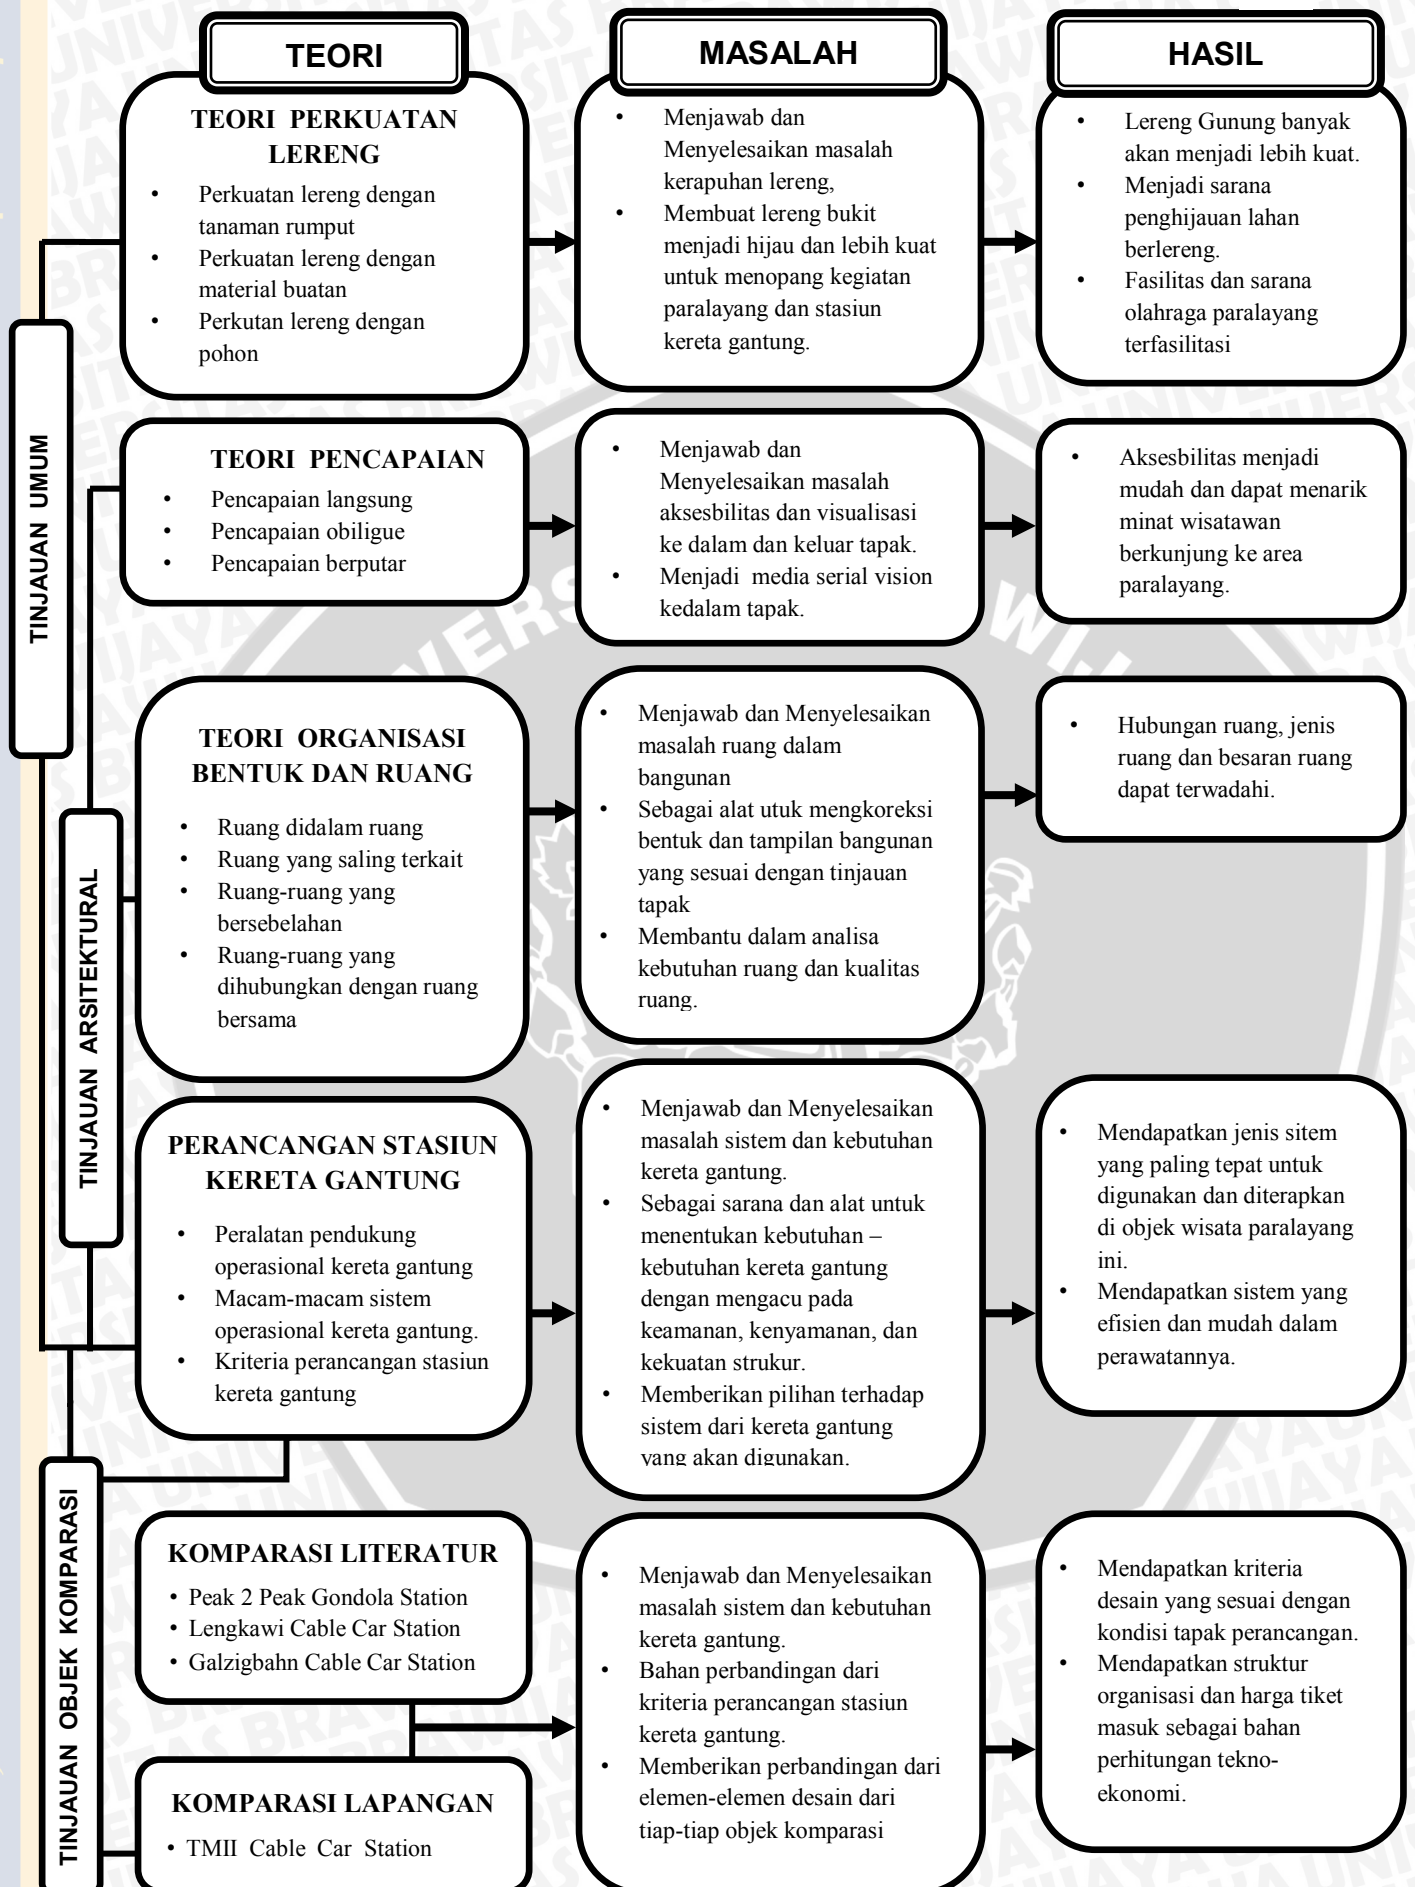 TEORI
MASALAH
HASIL
TINJAUAN UMUM
TEORI PERKUATAN
LERENG
• Perkuatan lereng dengan
tanaman rumput
• Perkuatan lereng dengan
material buatan
• Perkutan lereng dengan
pohon
• Menjawab dan
Menyelesaikan masalah
kerapuhan lereng,
• Membuat lereng bukit
menjadi hijau dan lebih kuat
untuk menopang kegiatan
paralayang dan stasiun
kereta gantung.
• Lereng Gunung banyak
akan menjadi lebih kuat.
• Menjadi sarana
penghijauan lahan
berlereng.
• Fasilitas dan sarana
olahraga paralayang
terfasilitasi
TINJAUAN ARSITEKTURAL
TEORI PENCAPAIAN
• Pencapaian langsung
• Pencapaian obiligue
• Pencapaian berputar
• Menjawab dan
Menyelesaikan masalah
aksesbilitas dan visualisasi
ke dalam dan keluar tapak.
• Menjadi media serial vision
kedalam tapak.
• Aksesbilitas menjadi
mudah dan dapat menarik
minat wisatawan
berkunjung ke area
paralayang.
TEORI ORGANISASI
BENTUK DAN RUANG
• Ruang didalam ruang
• Ruang yang saling terkait
• Ruang-ruang yang
bersebelahan
• Ruang-ruang yang
dihubungkan dengan ruang
bersama
• Menjawab dan Menyelesaikan
masalah ruang dalam
bangunan
• Sebagai alat utuk mengkoreksi
bentuk dan tampilan bangunan
yang sesuai dengan tinjauan
tapak
• Membantu dalam analisa
kebutuhan ruang dan kualitas
ruang.
• Hubungan ruang, jenis
ruang dan besaran ruang
dapat terwadahi.
PERANCANGAN STASIUN
KERETA GANTUNG
• Peralatan pendukung
operasional kereta gantung
• Macam-macam sistem
operasional kereta gantung.
• Kriteria perancangan stasiun
kereta gantung
• Menjawab dan Menyelesaikan
masalah sistem dan kebutuhan
kereta gantung.
• Sebagai sarana dan alat untuk
menentukan kebutuhan –
kebutuhan kereta gantung
dengan mengacu pada
keamanan, kenyamanan, dan
kekuatan strukur.
• Memberikan pilihan terhadap
sistem dari kereta gantung
yang akan digunakan.
• Mendapatkan jenis sitem
yang paling tepat untuk
digunakan dan diterapkan
di objek wisata paralayang
ini.
• Mendapatkan sistem yang
efisien dan mudah dalam
perawatannya.
TINJAUAN OBJEK KOMPARASI
KOMPARASI LITERATUR
• Peak 2 Peak Gondola Station
• Lengkawi Cable Car Station
• Galzigbahn Cable Car Station
KOMPARASI LAPANGAN
• TMII Cable Car Station
• Menjawab dan Menyelesaikan
masalah sistem dan kebutuhan
kereta gantung.
• Bahan perbandingan dari
kriteria perancangan stasiun
kereta gantung.
• Memberikan perbandingan dari
elemen-elemen desain dari
tiap-tiap objek komparasi
• Mendapatkan kriteria
desain yang sesuai dengan
kondisi tapak perancangan.
• Mendapatkan struktur
organisasi dan harga tiket
masuk sebagai bahan
perhitungan tekno-
ekonomi.